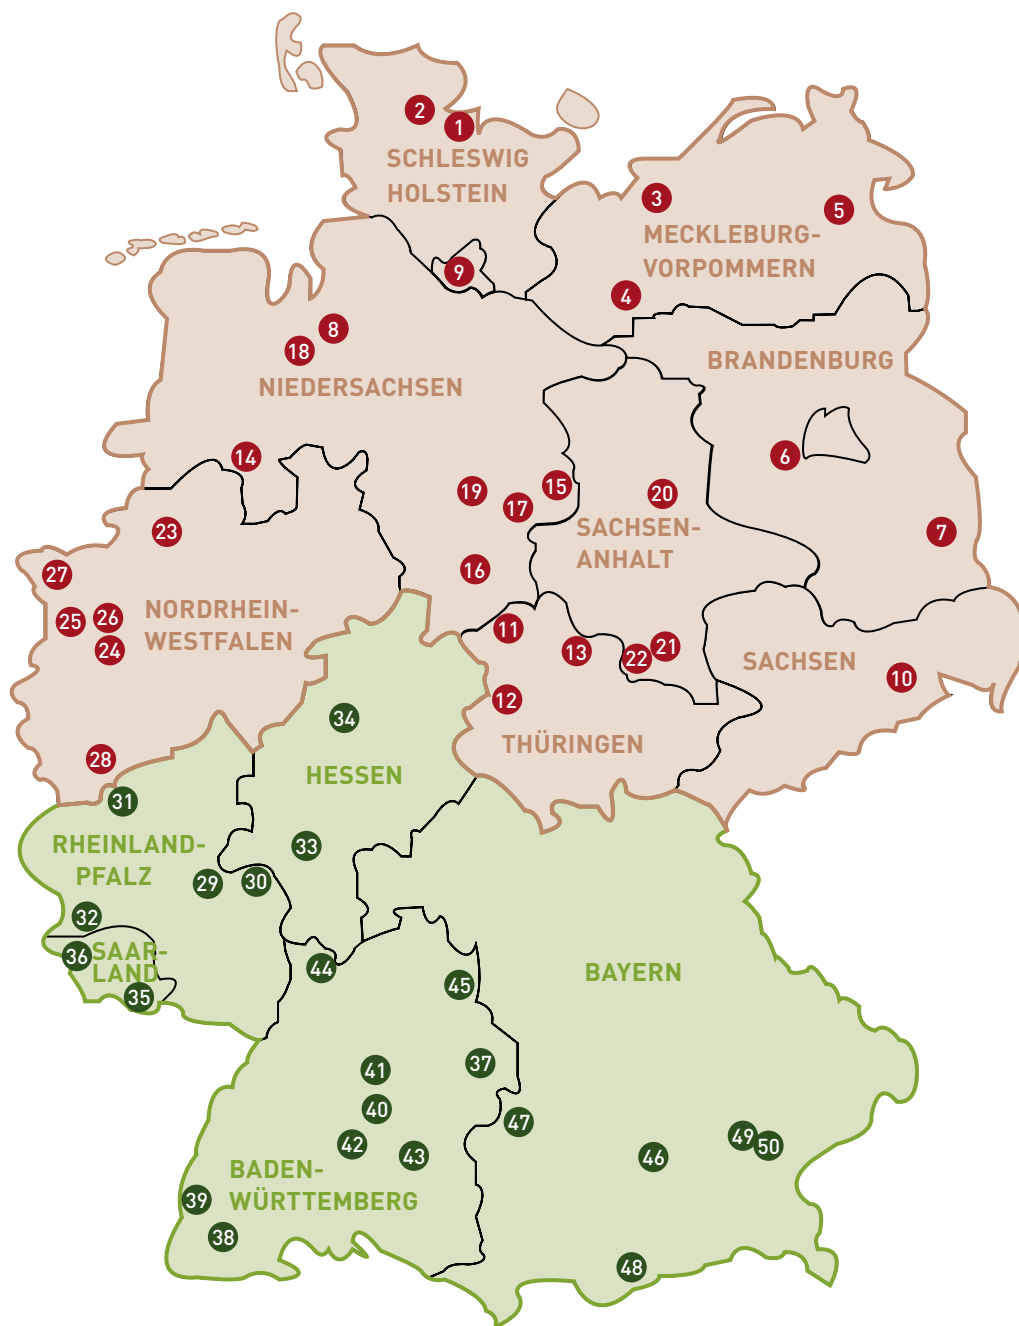 2
1
SCHLESWIG
HOLSTEIN
3
5
MECKLEBURG-
VORPOMMERN
9
4
8
18
BRANDENBURG
NIEDERSACHSEN
14
6
19
15
17
20
SACHSEN-
ANHALT
23
7
16
27
NORDRHEIN-
WESTFALEN
25
26
24
11
13
22
21
SACHSEN
10
12
34
THÜRINGEN
28
HESSEN
31
RHEINLAND-
PFALZ
33
29
30
32
36
SAAR-
LAND
35
44
45
BAYERN
41
37
40
47
42
43
46
49
50
BADEN-
WÜRTTEMBERG
39
38
48